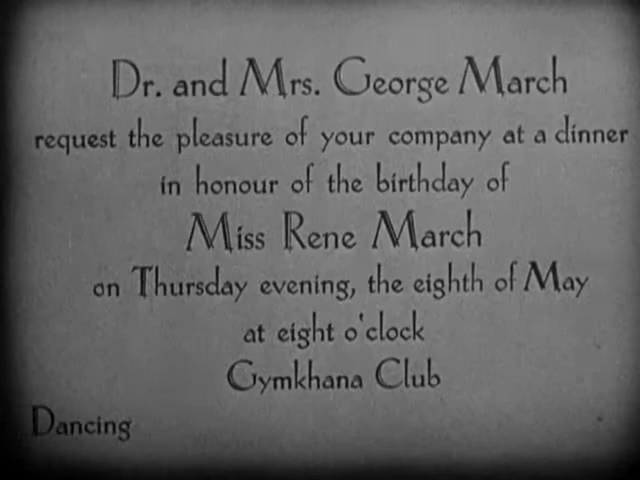 Dr. and Mrs. George March
request the pleasure of your company at a dinner
in honour of the birthday of
Miss Rene March
on Thursday evening, the eighth of May
at eight o'clock
Gymkhana Club
Dancing